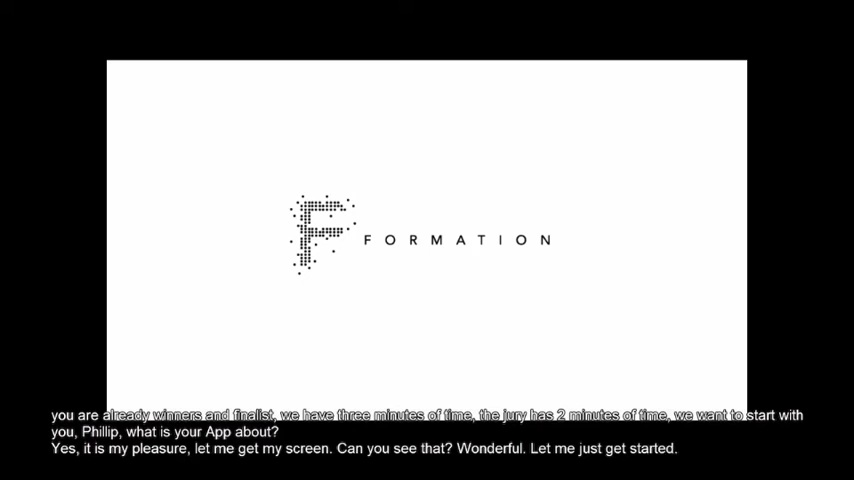 FORMATION
you are already winners and finalist, we have three minutes of time, the jury has 2 minutes of time, we want to start with
you, Phillip, what is your App about?
Yes, it is my pleasure, let me get my screen. Can you see that? Wonderful. Let me just get started.